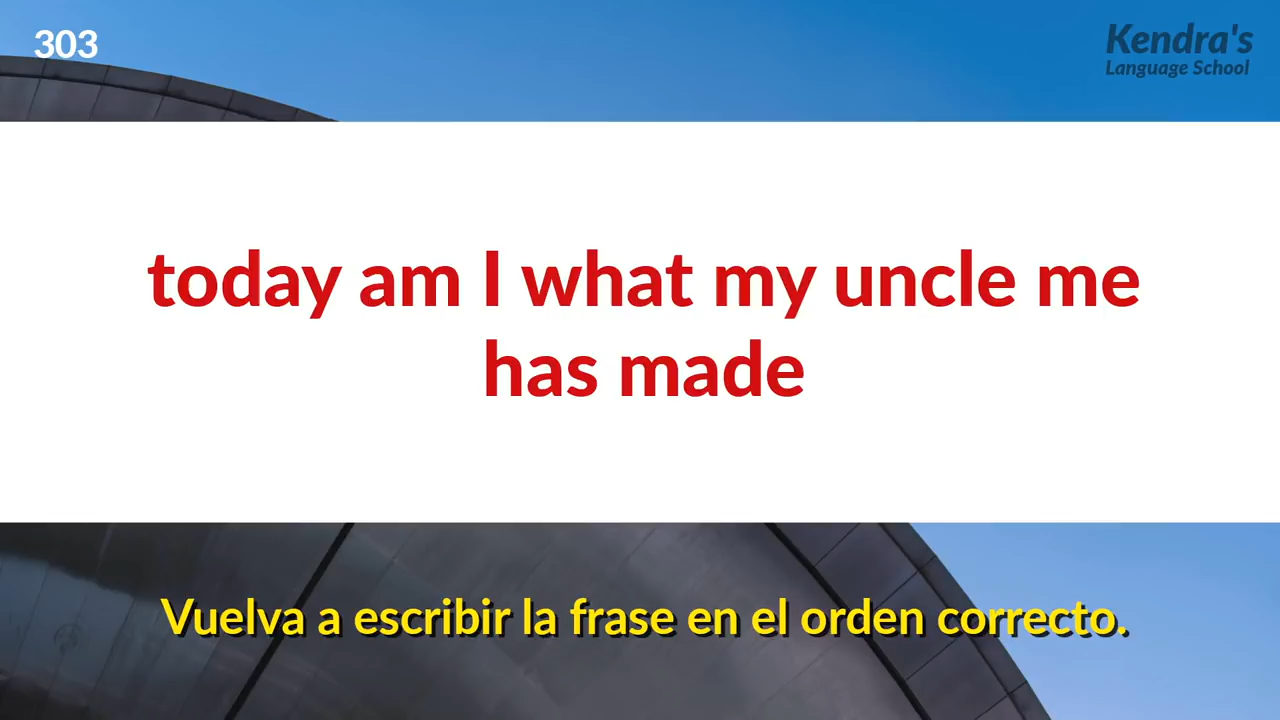 303
Kendra's
Language School
today am I what my uncle me
has made
Vuelva a escribir la frase en el orden correcto.